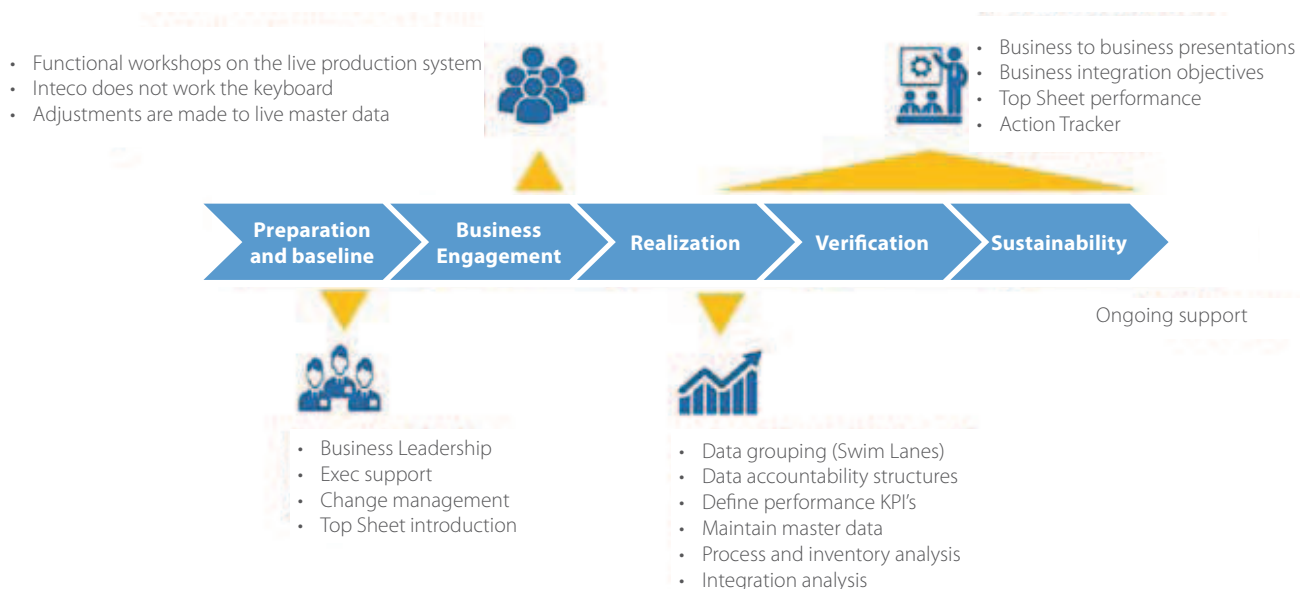 • Functional workshops on the live production system
• Inteco does not work the keyboard
• Adjustments are made to live master data
• Business to business presentations
• Business integration objectives
• Top Sheet performance
• Action Tracker
Preparation
and baseline
Business
Engagement
Realization
Verification
Sustainability
Ongoing support
• Business Leadership
• Exec support
• Change management
• Top Sheet introduction
• Data grouping (Swim Lanes)
• Data accountability structures
• Define performance KPI's
• Maintain master data
• Process and inventory analysis
• Integration analysis